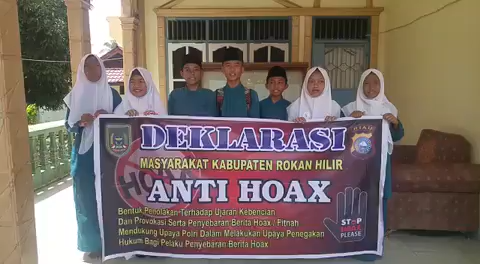 DEKLARASI
MASYARAKAT KABUPATEN ROKAN HILIR
ANTI HOAX
Bentuk Penolakan Terhadap Ujaran Kebencian
Dan Provokasi Serta Penyebaran Berita Hoax / Fitnah
Mendukung Upaya Polri Dalam Melakukan Upaya Penegakan
Hukum Bagi Pelaku Penyebaran Berita Hoax
STOP
PLEASE
RIAU